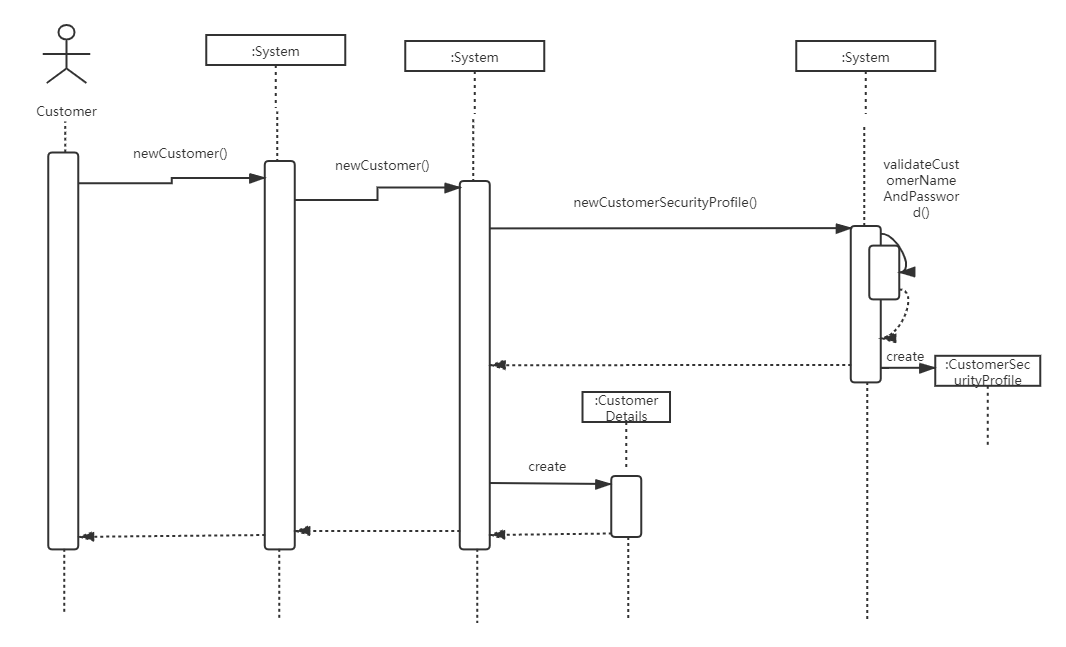 :System
:System
:System
Customer
newCustomer()
newCustomer()
validateCust
omerName
AndPasswor
d()
newCustomerSecurityProfile()
create
:CustomerSec
urityProfile
:Customer
Details
create